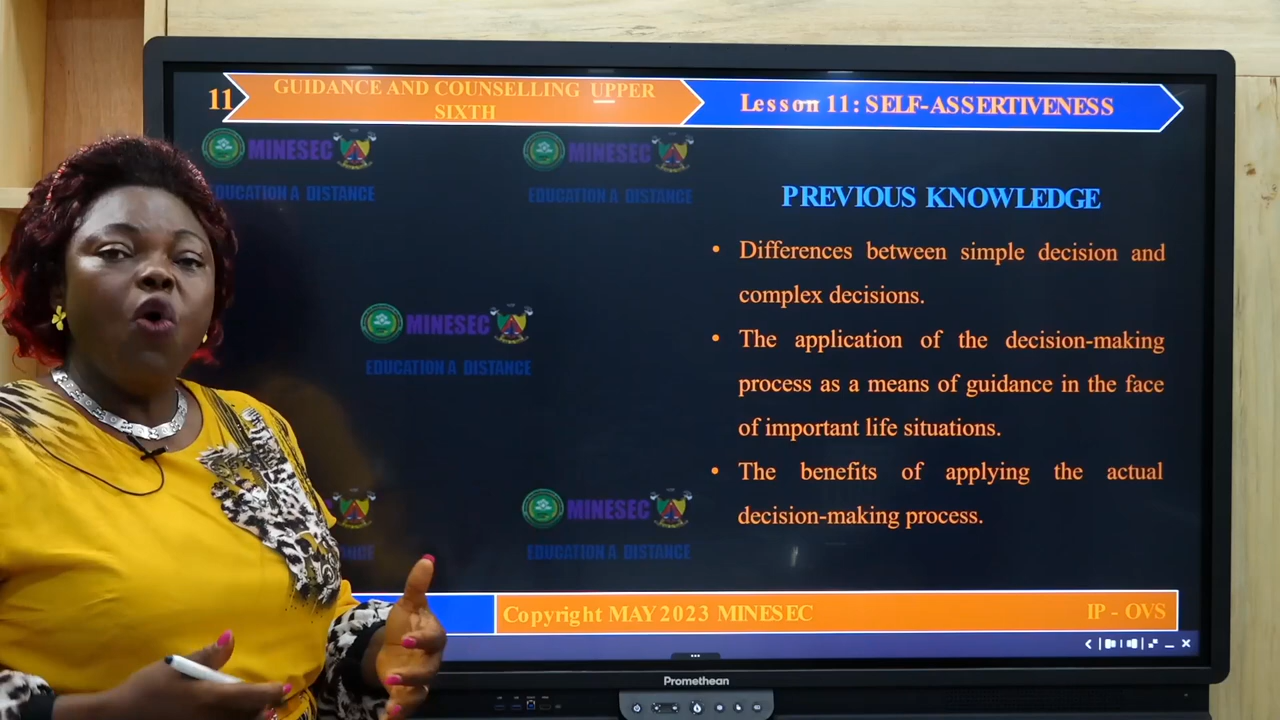 11
GUIDANCE AND COUNSELLING UPPER
SIXTH
Lesson 11: SELF-ASSERTIVENESS
MINESEC
EDUCATION A DISTANCE
MINESEC
EDUCATION A DISTANCE
PREVIOUS KNOWLEDGE
• Differences between simple decision and
complex decisions.
• The application of the decision-making
process as a means of guidance in the face
of important life situations.
• The benefits of applying the actual
decision-making process.
MINESEC
EDUCATION A DISTANCE
MINESEC
EDUCATION A DISTANCE
Copyright MAY 2023 MINESEC
IP - OVS
Promethean